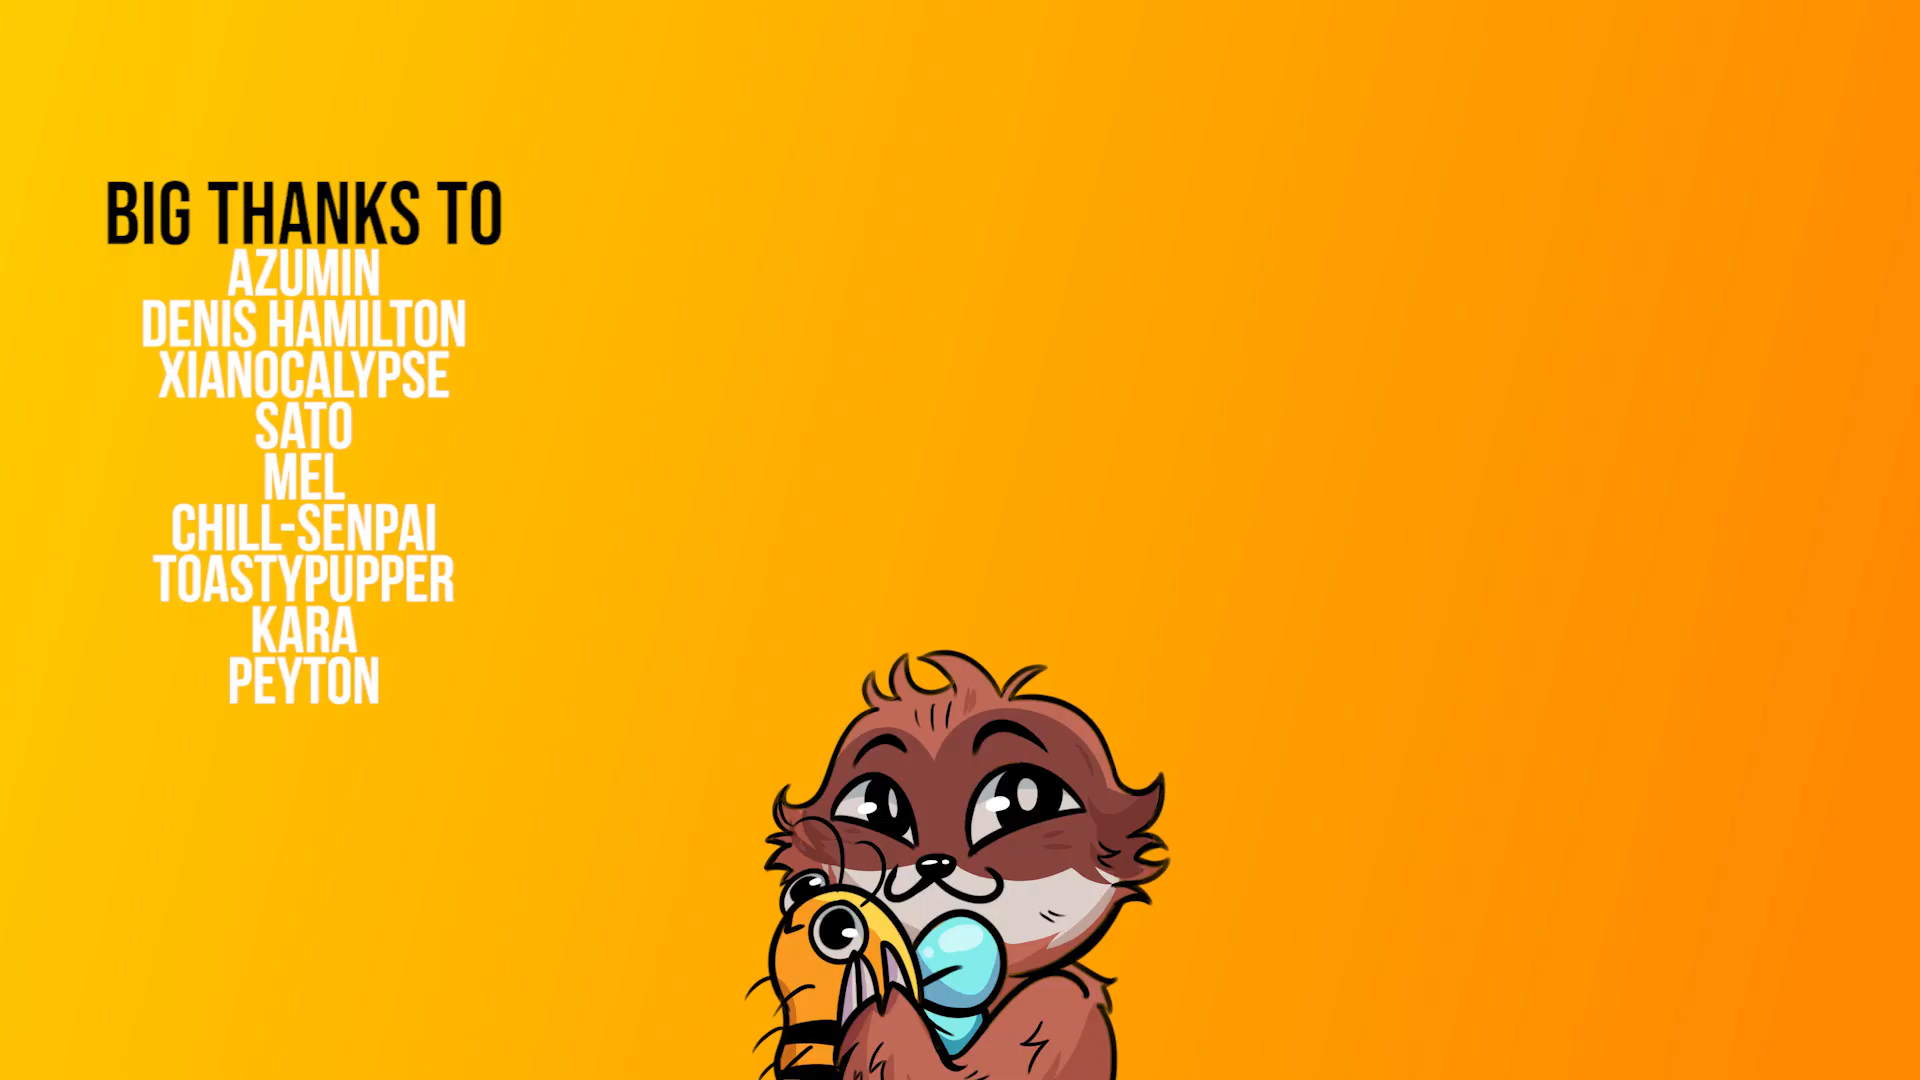 BIG THANKS TO
AZUMIN
DENIS HAMILTON
XIANOCALYPSE
SATO
MEL
CHILL-SENPAI
TOASTYPUPPER
KARA
PEYTON